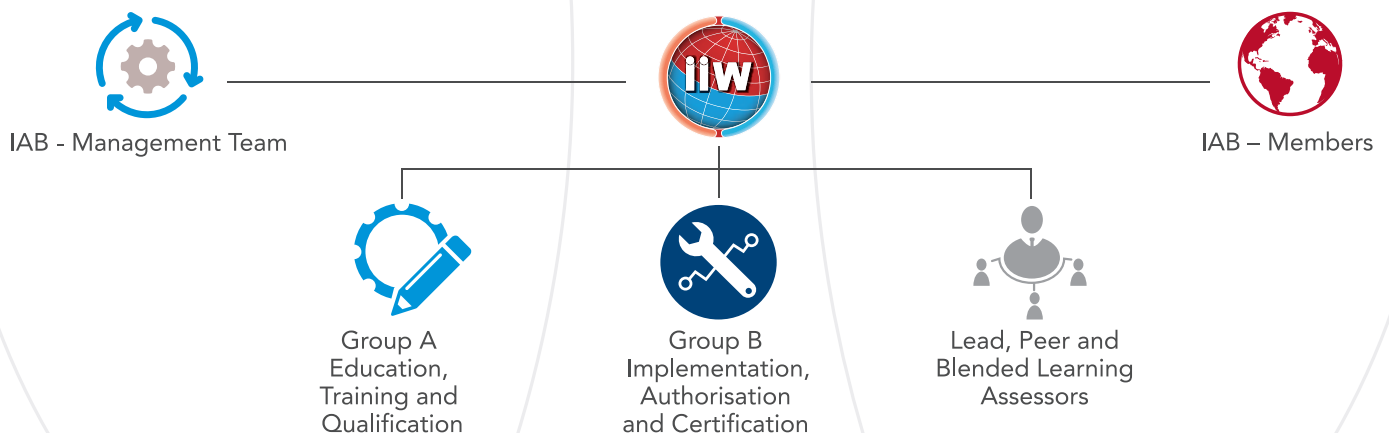 iiw
IAB - Management Team
IAB – Members
Group A
Education,
Training and
Qualification
Group B
Implementation,
Authorisation
and Certification
Lead, Peer and
Blended Learning
Assessors